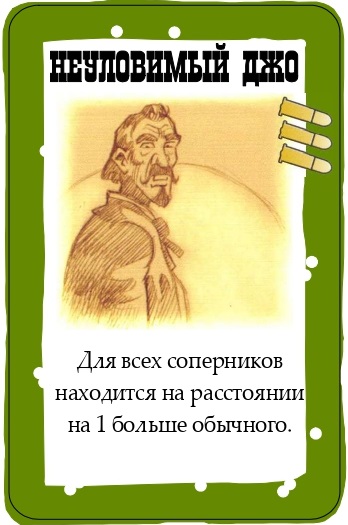 НЕУЛОВИМЫЙ ДЖО
Для всех соперников
находится на расстоянии
на 1 больше обычного.